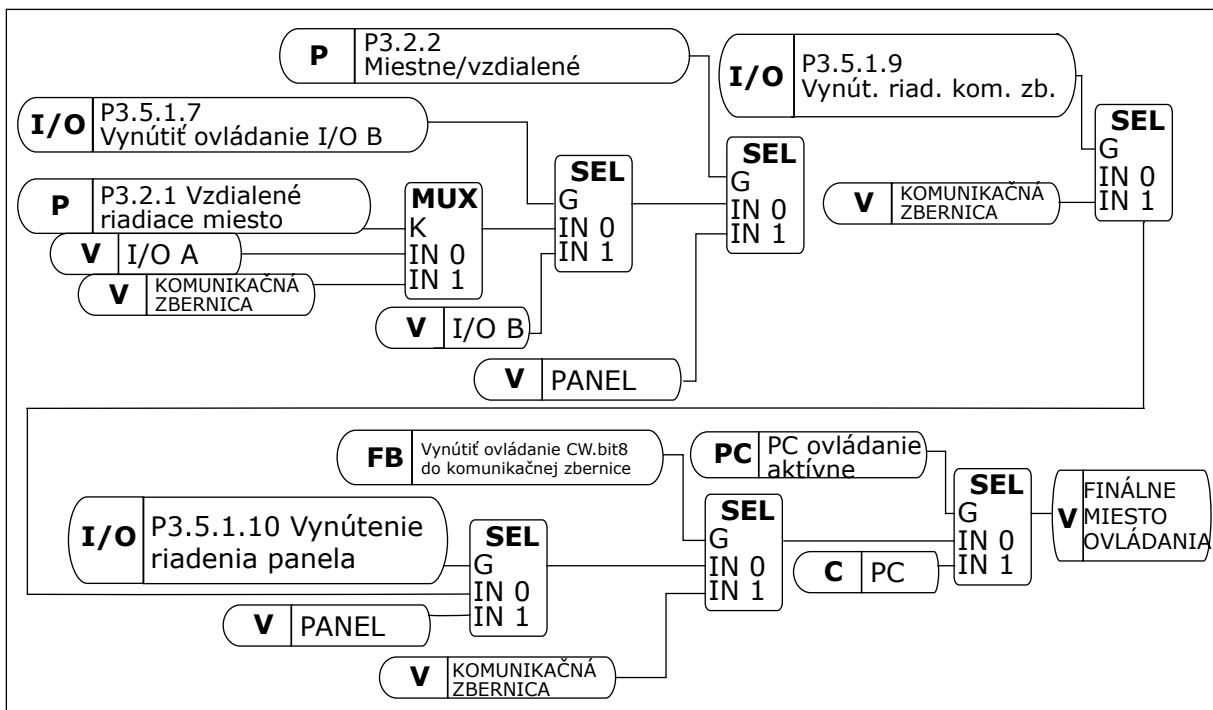 P
P3.2.2
Miestne/vzdialené
I/O
P3.5.1.9
Vynút. riad. kom. zb.
I/O
P3.5.1.7
Vynútiť ovládanie I/O B
SEL
G
IN 0
IN 1
SEL
G
IN 0
IN 1
SEL
G
IN 0
IN 1
P
P3.2.1 Vzdialené
riadiace miesto
MUX
K
IN 0
IN 1
V
KOMUNIKAČNÁ
ZBERNICA
V
I/O A
V
KOMUNIKAČNÁ
ZBERNICA
V
I/O B
V
PANEL
FB
Vynútiť ovládanie CW.bit8
do komunikačnej zbernice
PC
PC ovládanie
aktívne
SEL
G
IN 0
IN 1
V
FINÁLNE
MIESTO
OVLÁDANIA
I/O
P3.5.1.10 Vynútenie
riadenia panela
SEL
G
IN 0
IN 1
SEL
G
IN 0
IN 1
C
PC
V
PANEL
V
KOMUNIKAČNÁ
ZBERNICA